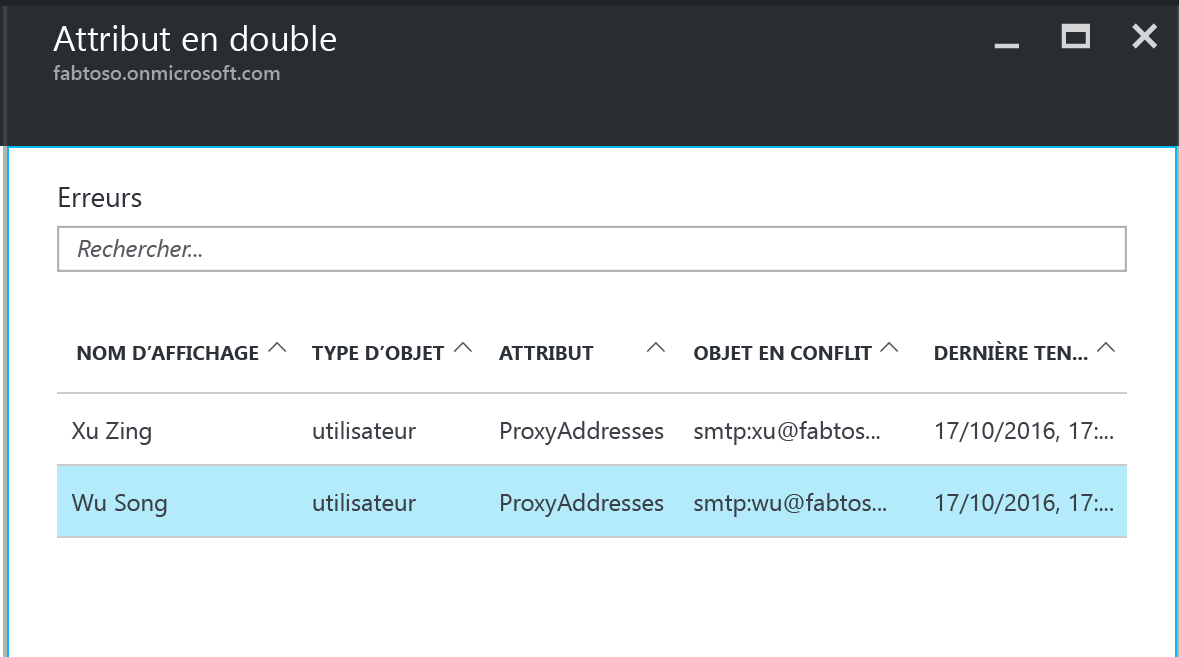 Attribut en double
fabtoso.onmicrosoft.com
Erreurs
Rechercher...
NOM D’AFFICHAGE TYPE D’OBJET ATTRIBUT OBJET EN CONFLIT DERNIÈRE TEN...
Xu Zing utilisateur ProxyAddresses smtp:xu@fabtos... 17/10/2016, 17:...
Wu Song utilisateur ProxyAddresses smtp:wu@fabtos... 17/10/2016, 17:...